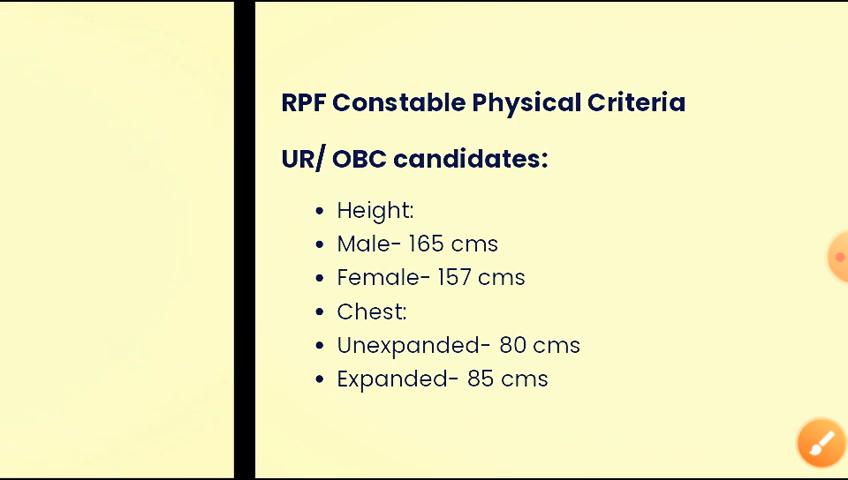 RPF Constable Physical Criteria
UR/ OBC candidates:
• Height:
• Male- 165 cms
• Female- 157 cms
• Chest:
• Unexpanded- 80 cms
• Expanded- 85 cms